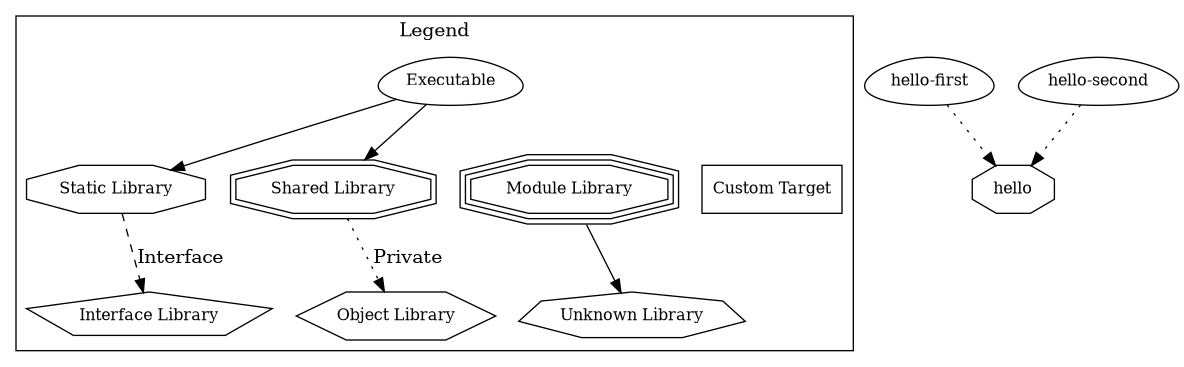 Legend
Executable
hello-first
hello-second
Static Library
Shared Library
Module Library
Custom Target
hello
Interface
Private
Interface Library
Object Library
Unknown Library